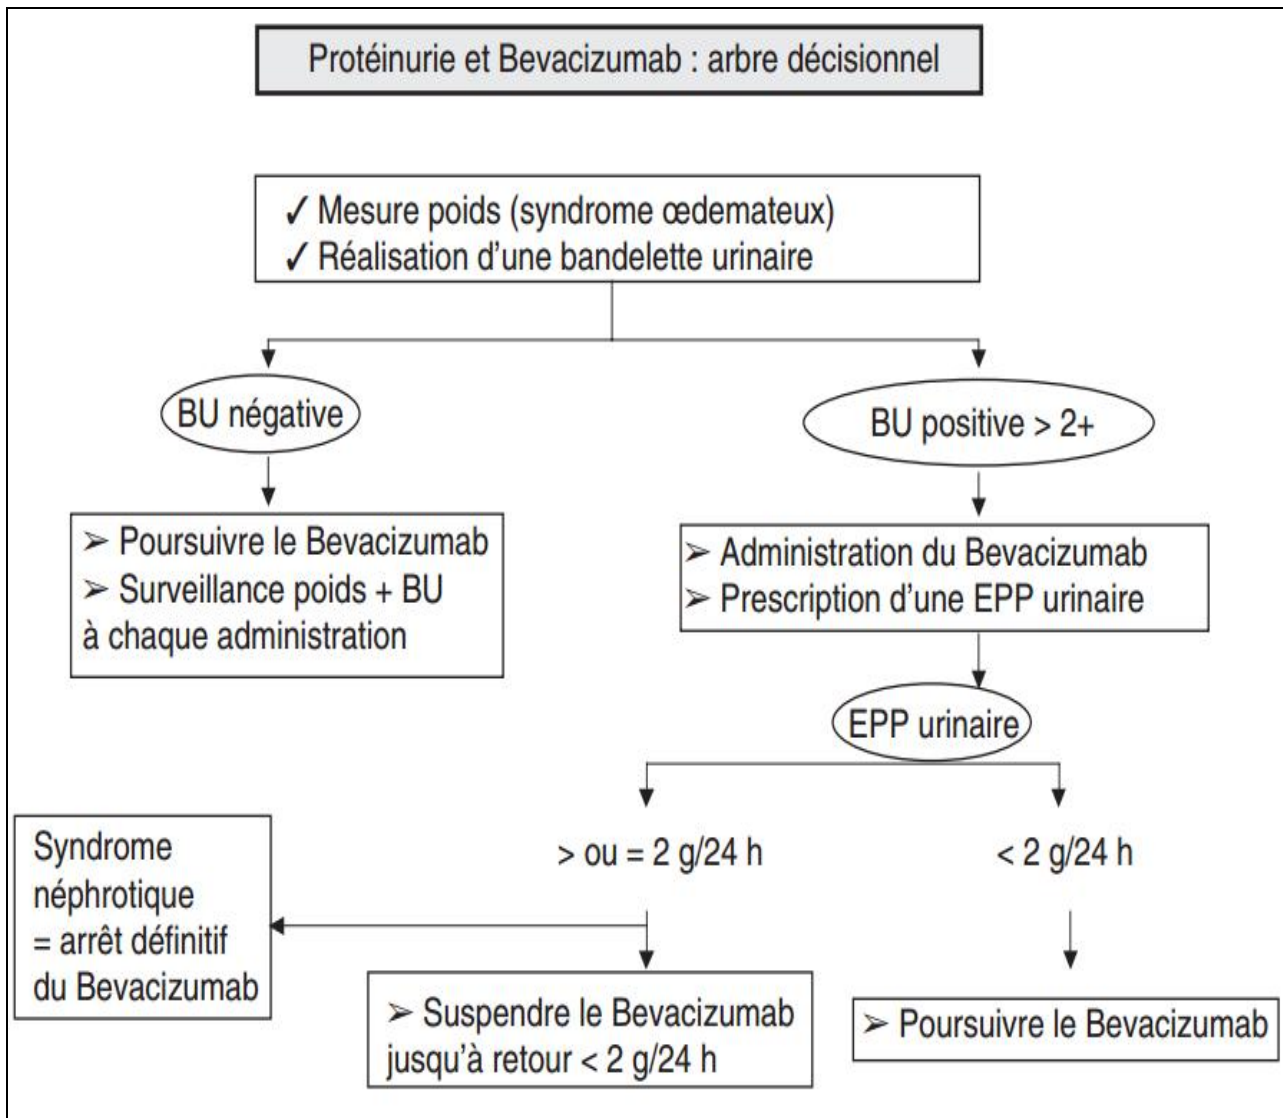 Protéinurie et Bevacizumab : arbre décisionnel
✓ Mesure poids (syndrome œdemateux)
✓ Réalisation d'une bandelette urinaire
BU négative
BU positive > 2+
➢ Poursuivre le Bevacizumab
➢ Surveillance poids + BU
à chaque administration
➢ Administration du Bevacizumab
➢ Prescription d'une EPP urinaire
EPP urinaire
> ou = 2 g/24 h
< 2 g/24 h
Syndrome
néphrotique
= arrêt définitif
du Bevacizumab
➢ Suspendre le Bevacizumab
jusqu'à retour < 2 g/24 h
➢ Poursuivre le Bevacizumab